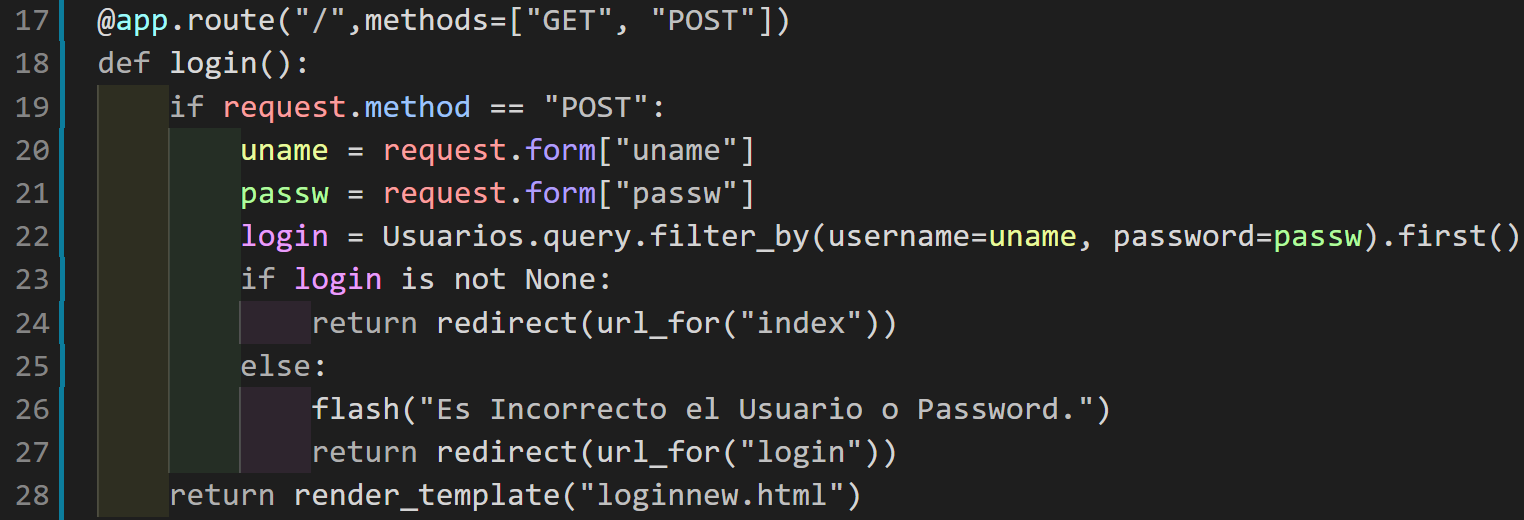 17 @app.route("/",methods=["GET", "POST"])
18 def login():
19     if request.method == "POST":
20         uname = request.form["uname"]
21         passw = request.form["passw"]
22         login = Usuarios.query.filter_by(username=uname, password=passw).first()
23         if login is not None:
24             return redirect(url_for("index"))
25         else:
26             flash("Es Incorrecto el Usuario o Password.")
27             return redirect(url_for("login"))
28     return render_template("loginnew.html")